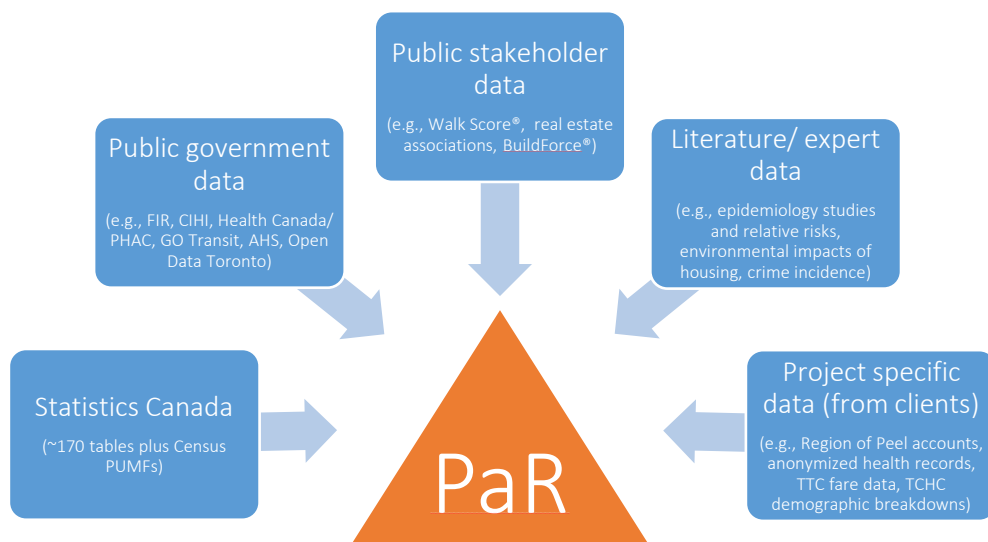 Public stakeholder
data
(e.g., Walk Score®, real estate
associations, BuildForce®)
Public government
data
(e.g., FIR, CIHI, Health Canada/
PHAC, GO Transit, AHS, Open
Data Toronto)
Literature/ expert
data
(e.g., epidemiology studies
and relative risks,
environmental impacts of
housing, crime incidence)
Statistics Canada
(~170 tables plus Census
PUMFs)
Project specific
data (from clients)
(e.g., Region of Peel accounts,
anonymized health records,
TTC fare data, TCHC
demographic breakdowns)
PaR